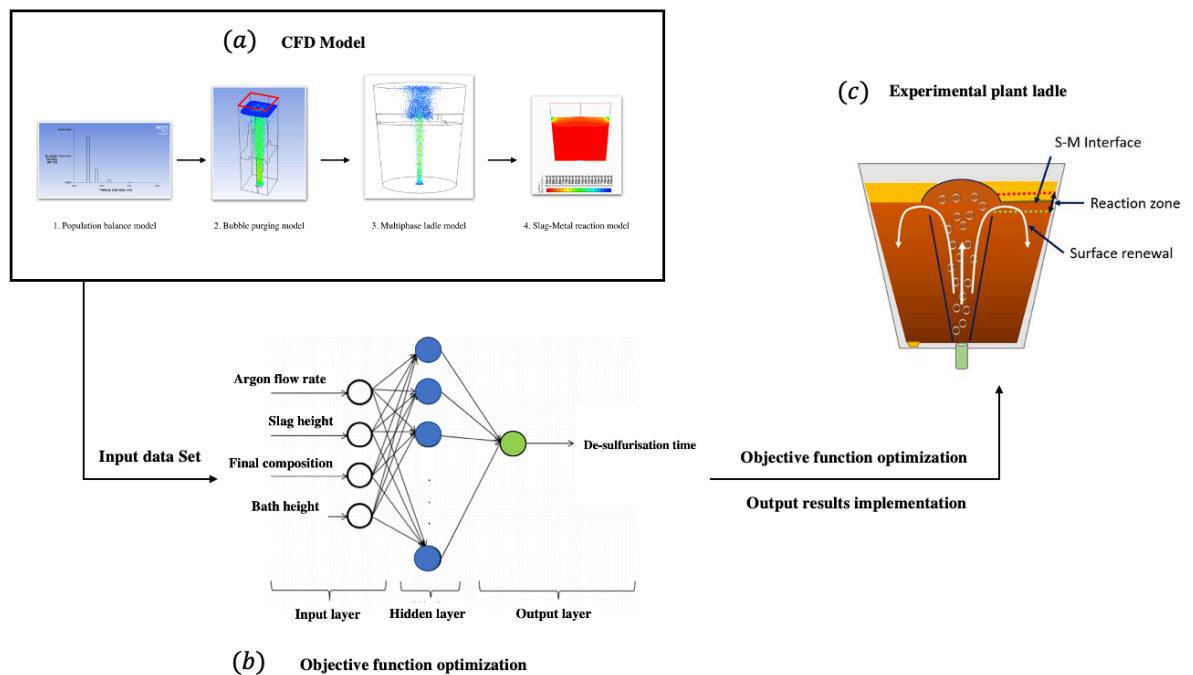 (a) CFD Model
1. Population balance model
2. Bubble purging model
3. Multiphase ladle model
4. Slag-Metal reaction model
(c) Experimental plant ladle
S-M Interface
Reaction zone
Surface renewal
Input data Set
Argon flow rate
Slag height
Final composition
Bath height
De-sulfurisation time
Input layer
Hidden layer
Output layer
(b) Objective function optimization
Objective function optimization
Output results implementation